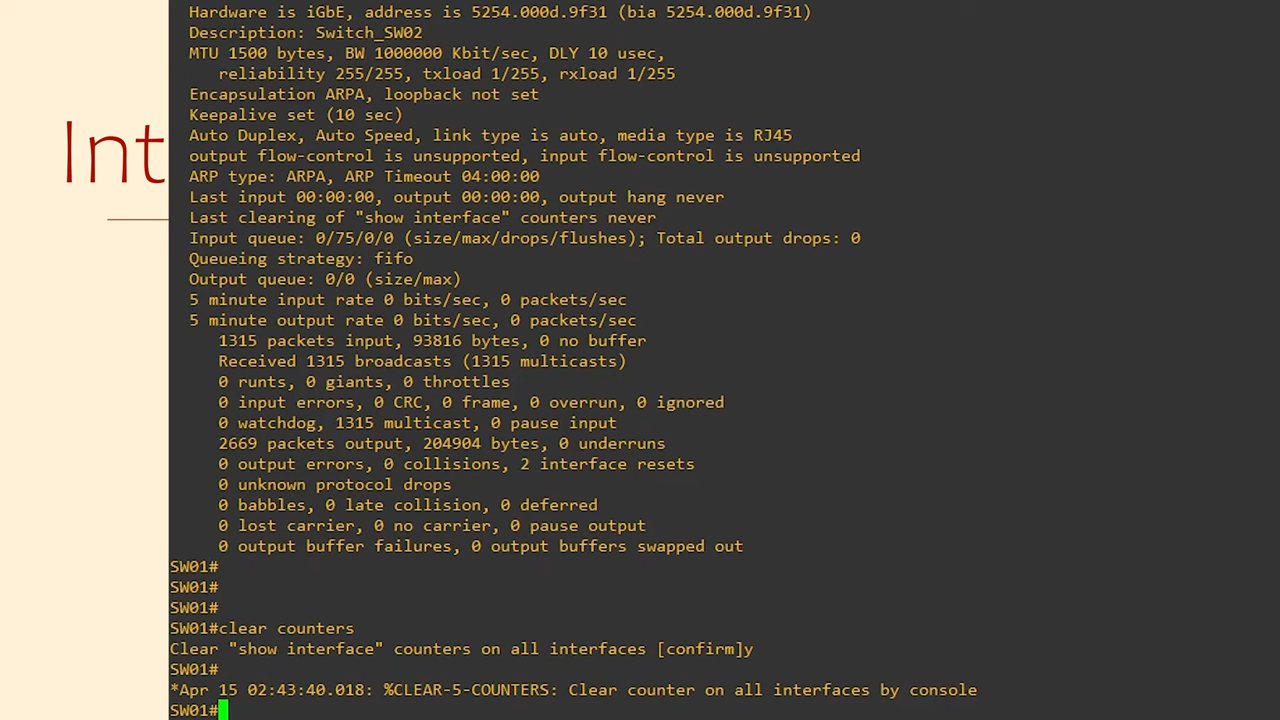 Int
Hardware is iGbE, address is 5254.000d.9f31 (bia 5254.000d.9f31)
Description: Switch_SW02
MTU 1500 bytes, BW 1000000 Kbit/sec, DLY 10 usec,
reliability 255/255, txload 1/255, rxload 1/255
Encapsulation ARPA, loopback not set
Keepalive set (10 sec)
Auto Duplex, Auto Speed, link type is auto, media type is RJ45
output flow-control is unsupported, input flow-control is unsupported
ARP type: ARPA, ARP Timeout 04:00:00
Last input 00:00:00, output 00:00:00, output hang never
Last clearing of "show interface" counters never
Input queue: 0/75/0/0 (size/max/drops/flushes); Total output drops: 0
Queueing strategy: fifo
Output queue: 0/0 (size/max)
5 minute input rate 0 bits/sec, 0 packets/sec
5 minute output rate 0 bits/sec, 0 packets/sec
1315 packets input, 93816 bytes, 0 no buffer
Received 1315 broadcasts (1315 multicasts)
0 runts, 0 giants, 0 throttles
0 input errors, 0 CRC, 0 frame, 0 overrun, 0 ignored
0 watchdog, 1315 multicast, 0 pause input
2669 packets output, 204904 bytes, 0 underruns
0 output errors, 0 collisions, 2 interface resets
0 unknown protocol drops
0 babbles, 0 late collision, 0 deferred
0 lost carrier, 0 no carrier, 0 pause output
0 output buffer failures, 0 output buffers swapped out
SW01#
SW01#
SW01#
SW01#clear counters
Clear "show interface" counters on all interfaces [confirm]y
SW01#
*Apr 15 02:43:40.018: %CLEAR-5-COUNTERS: Clear counter on all interfaces by console
SW01#